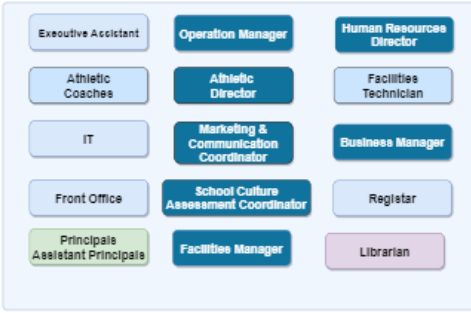 Executive Assistant
Operation Manager
Human Resources
Director
Athletic
Coaches
Athletic
Director
Facilities
Technician
IT
Marketing &
Communication
Coordinator
Business Manager
Front Office
School Culture
Assessment Coordinator
Registar
Principals
Assistant Principals
Facilities Manager
Librarian